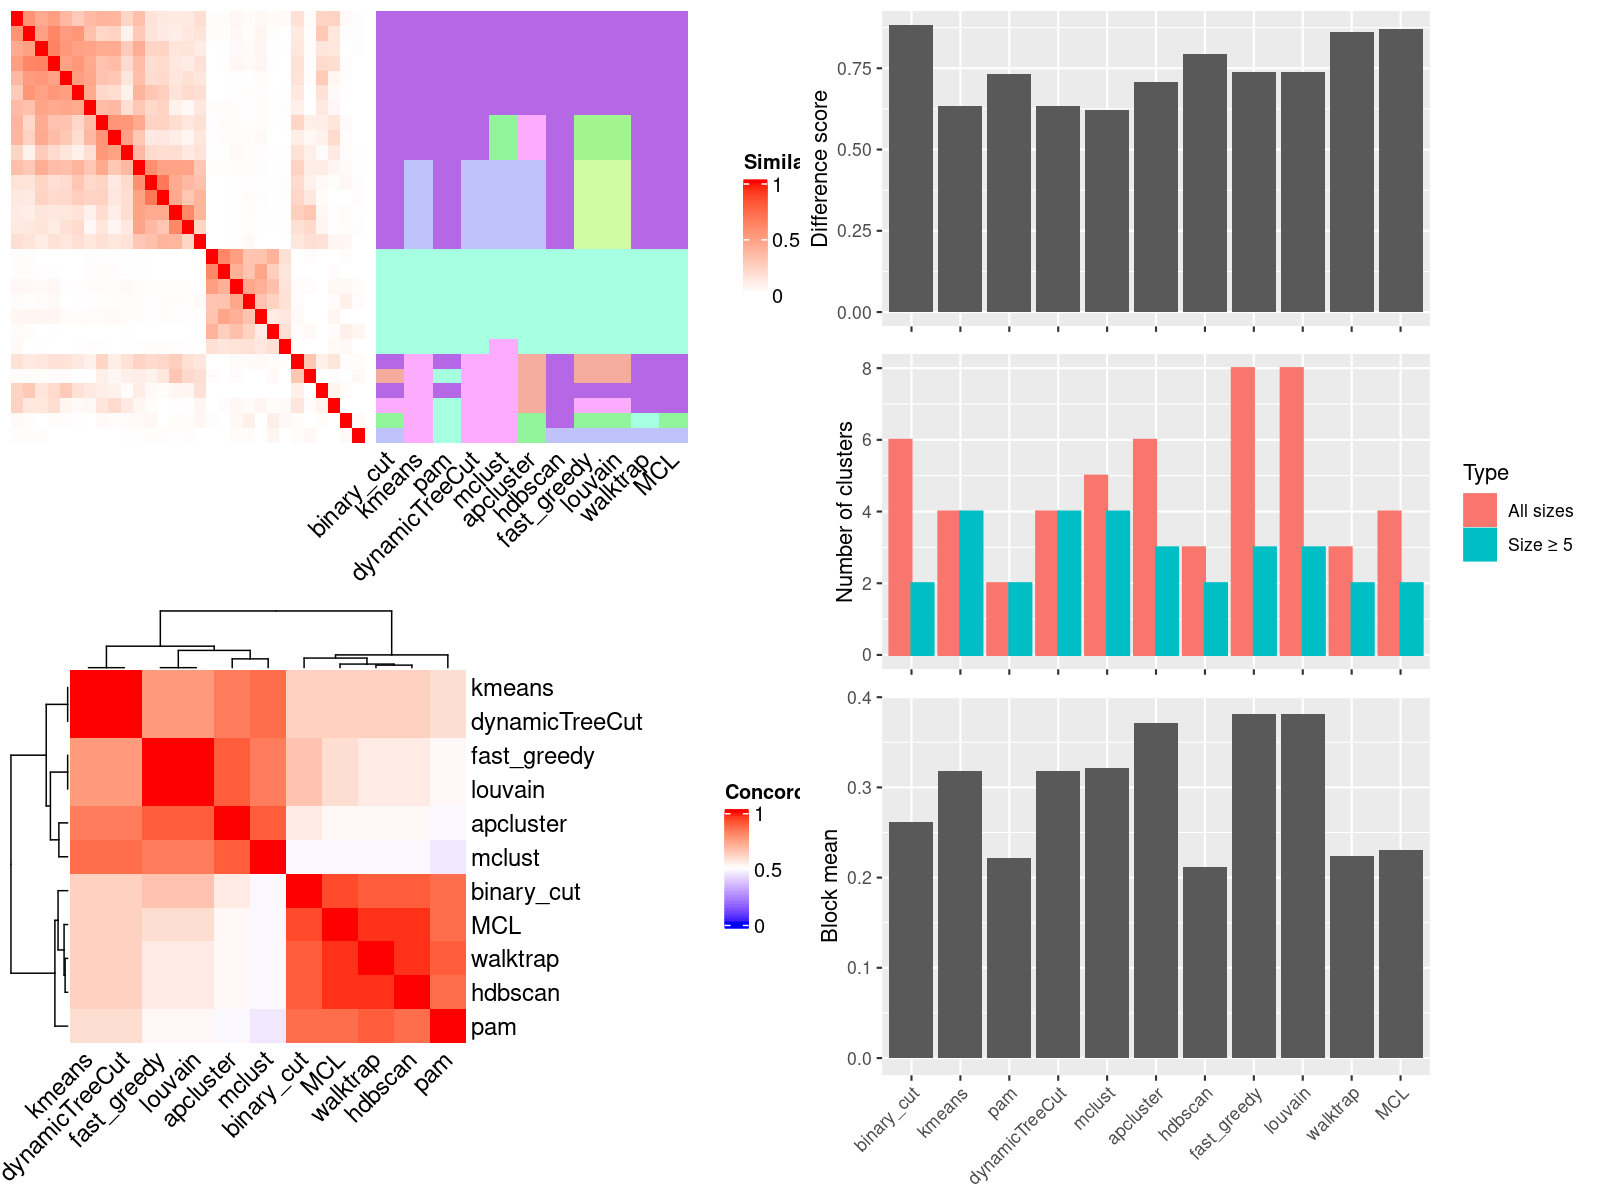 Simila
1
0.5
0
binary_cut
kmeans
pam
dynamicTreeCut
mclust
apcluster
hdbscan
fast_greedy
louvain
walktrap
MCL
kmeans
dynamicTreeCut
fast_greedy
louvain
apcluster
mclust
binary_cut
MCL
walktrap
hdbscan
pam
kmeans
dynamicTreeCut
fast_greedy
louvain
apcluster
mclust
binary_cut
MCL
walktrap
hdbscan
pam
Concord
1
0.5
0
Difference score
0.75
0.50
0.25
0.00
Number of clusters
8
6
4
2
0
Type
All sizes
Size ≥ 5
Block mean
0.4
0.3
0.2
0.1
0.0
binary_cut
kmeans
pam
dynamicTreeCut
mclust
apcluster
hdbscan
fast_greedy
louvain
walktrap
MCL